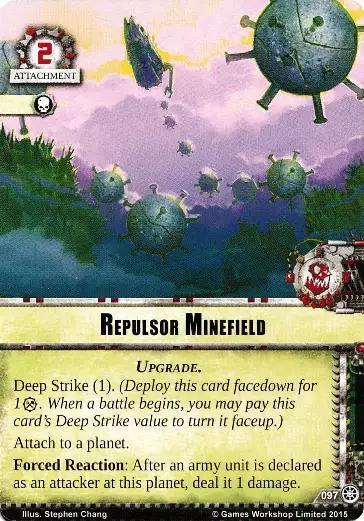 2
ATTACHMENT
REPULSOR MINEFIELD
UPGRADE.
Deep Strike (1). (Deploy this card facedown for
1. When a battle begins, you may pay this
card's Deep Strike value to turn it faceup.)
Attach to a planet.
Forced Reaction: After an army unit is declared
as an attacker at this planet, deal it 1 damage.
097
Illus. Stephen Chang
© Games Workshop Limited 2015